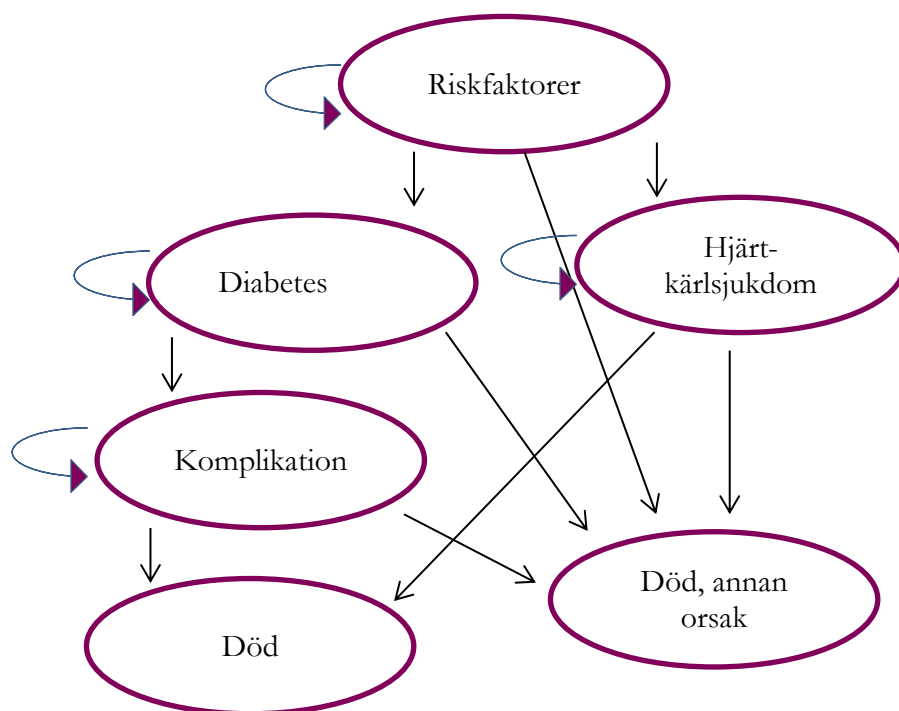 Riskfaktorer
Hjärt-
kärlsjukdom
Diabetes
Komplikation
Död, annan
orsak
Död